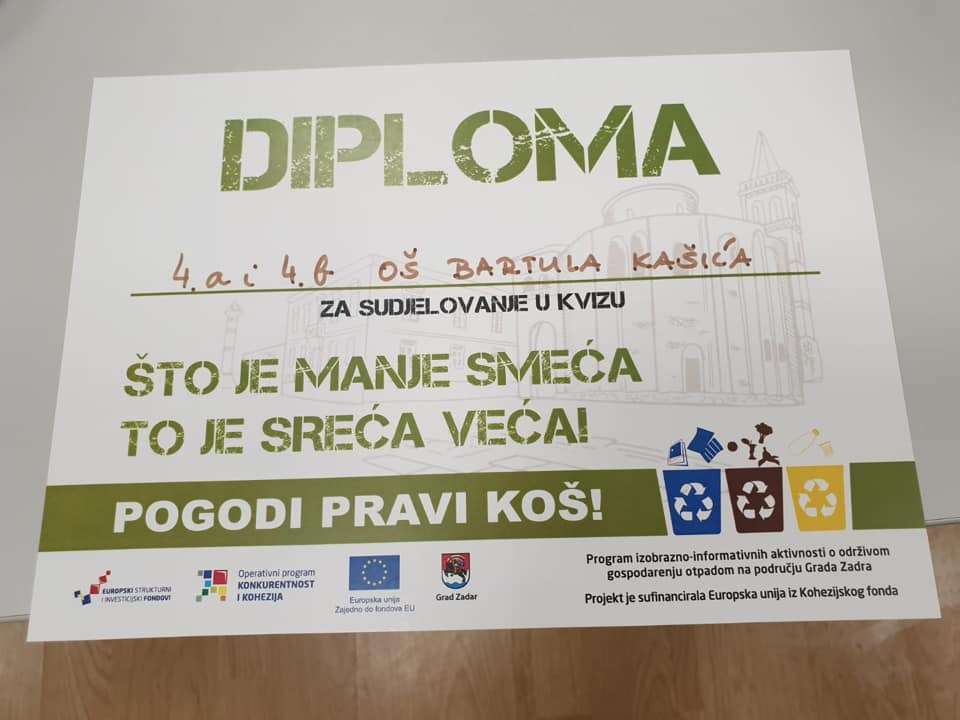 DIPLOMA
4.a i 4.b OŠ BARTULA KAŠIĆA
ZA SUDJELOVANJE U KVIZU
ŠTO JE MANJE SMEĆA
TO JE SREĆA VEĆA!
POGODI PRAVI KOŠ!
EUROPSKI STRUKTURNI
I INVESTICIJSKI FONDOVI
Operativni program
KONKURENTNOST
I KOHEZIJA
Europska unija
Zajedno do fondova EU
Grad Zadar
Program izobrazno-informativnih aktivnosti o održivom
gospodarenju otpadom na području Grada Zadra
Projekt je sufinancirala Europska unija iz Kohezijskog fonda